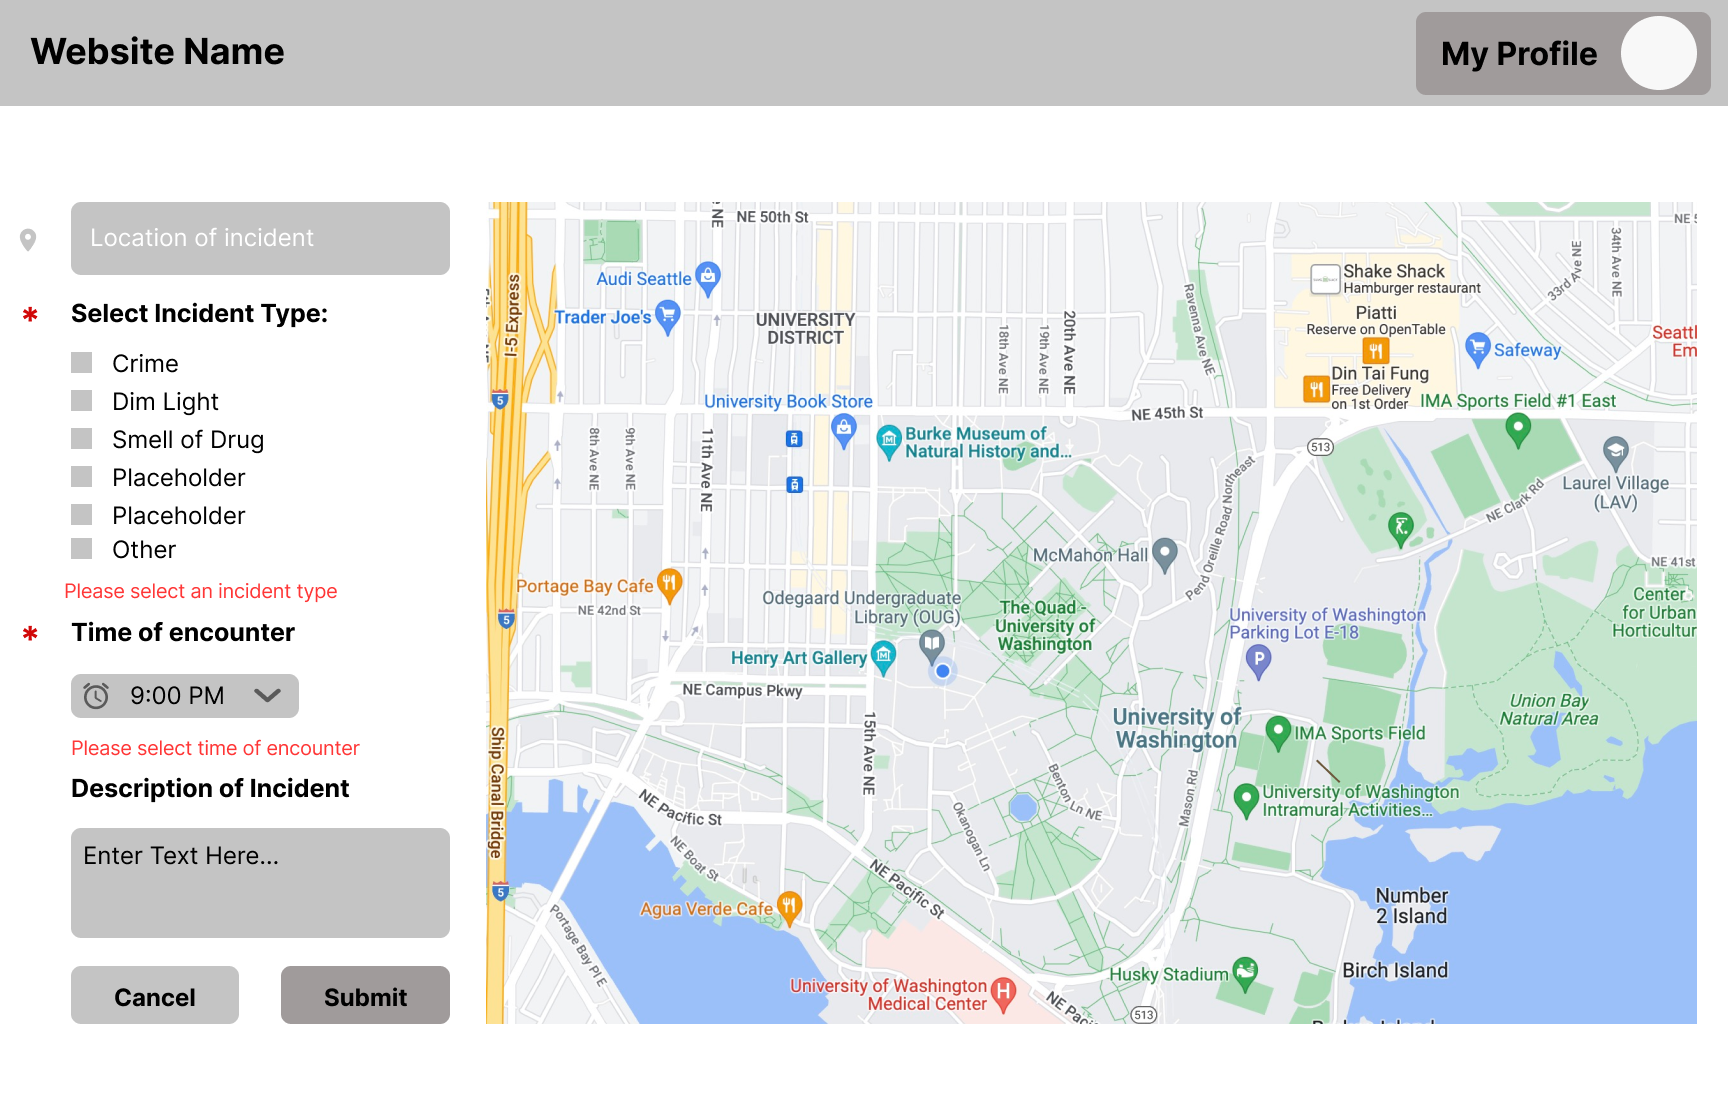 Website Name
My Profile
Location of incident
* Select Incident Type:
Crime
Dim Light
Smell of Drug
Placeholder
Placeholder
Other
Please select an incident type
* Time of encounter
9:00 PM
Please select time of encounter
Description of Incident
Enter Text Here...
Cancel
Submit
NE 50th St
NE 5
I-5 Express
Audi Seattle
Trader Joe's
UNIVERSITY
DISTRICT
18th Ave NE
19th Ave NE
20th Ave NE
Ravenna Ave NE
33rd Ave NE
34th Ave NE
Shake Shack
Hamburger restaurant
Piatti
Reserve on OpenTable
Safeway
Seattl
Em
Din Tai Fung
Free Delivery
on 1st Order
IMA Sports Field #1 East
5
University Book Store
NE 45th St
8th Ave NE
9th Ave NE
11th Ave NE
Burke Museum of
Natural History and...
513
Laurel Village
(LAV)
NE Clark Rd
Pend Oreille Road Northeast
McMahon Hall
NE 41st
Portage Bay Cafe
NE 42nd St
5
Odegaard Undergraduate
Library (OUG)
The Quad -
University of
Washington
University of Washington
Parking Lot E-18
P
Center
for Urban
Horticultur
Henry Art Gallery
NE Campus Pkwy
15th Ave NE
University of
Washington
IMA Sports Field
Union Bay
Natural Area
Ship Canal Bridge
NE Pacific St
NE Boat St
Okanogan Ln
Benton Ln NE
Mason Rd
University of Washington
Intramural Activities...
5
Agua Verde Cafe
NE Pacific St
Portage Bay Pl E
Number
2 Island
Birch Island
Husky Stadium
University of Washington
Medical Center
H
NE Pacific
513